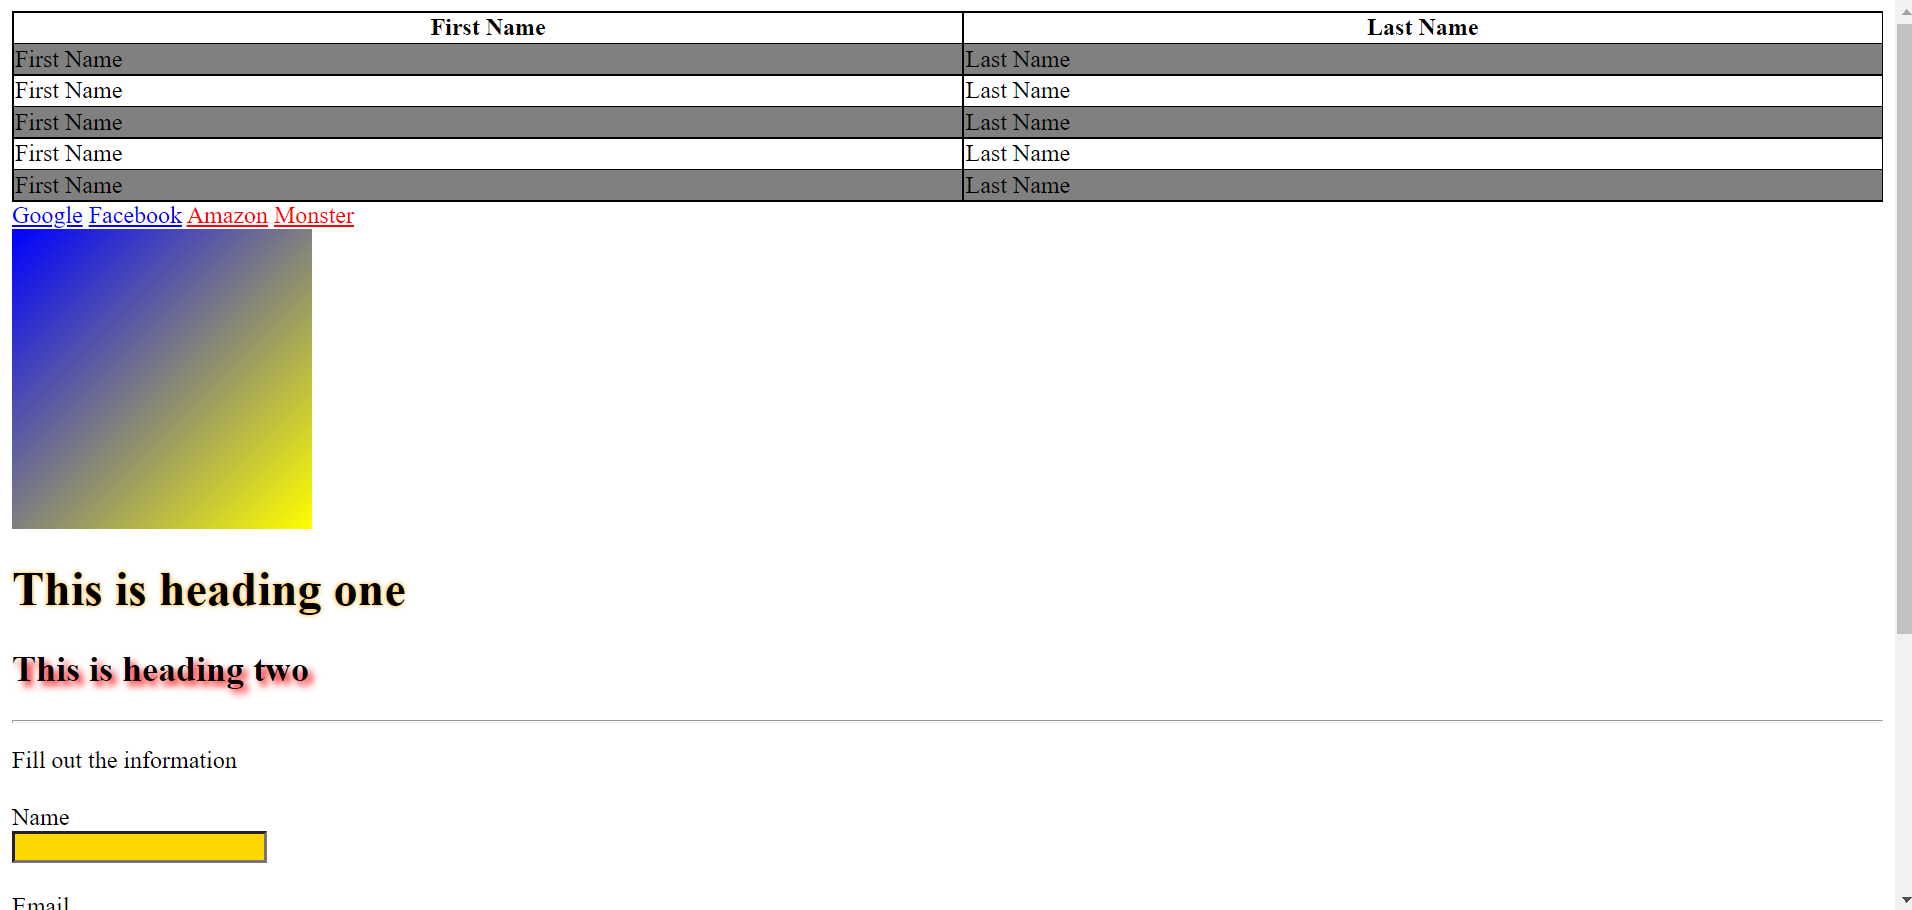 First Name Last Name
First Name Last Name
First Name Last Name
First Name Last Name
First Name Last Name
First Name Last Name
Google Facebook Amazon Monster
This is heading one
This is heading two
Fill out the information
Name
Email